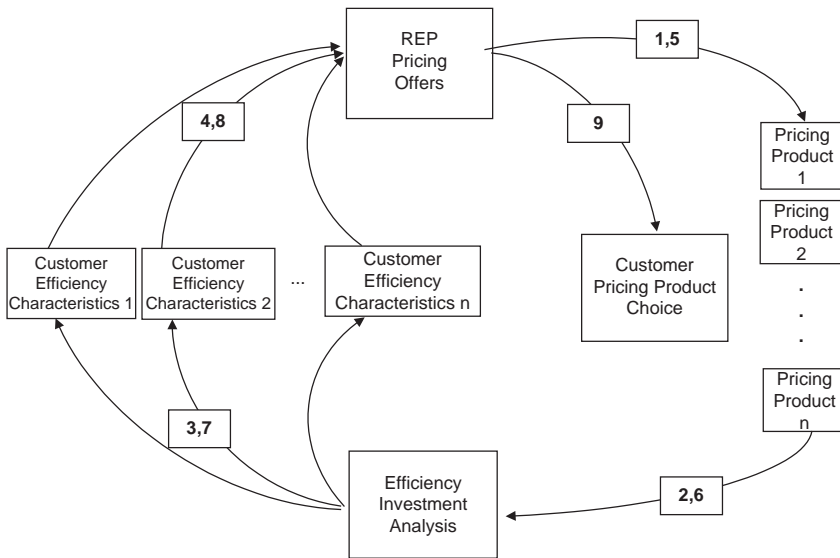 REP
Pricing
Offers
1,5
4,8
9
Pricing
Product
1
Pricing
Product
2
.
.
.
Pricing
Product
n
Customer
Efficiency
Characteristics 1
Customer
Efficiency
Characteristics 2
...
Customer
Efficiency
Characteristics n
Customer
Pricing Product
Choice
3,7
Efficiency
Investment
Analysis
2,6